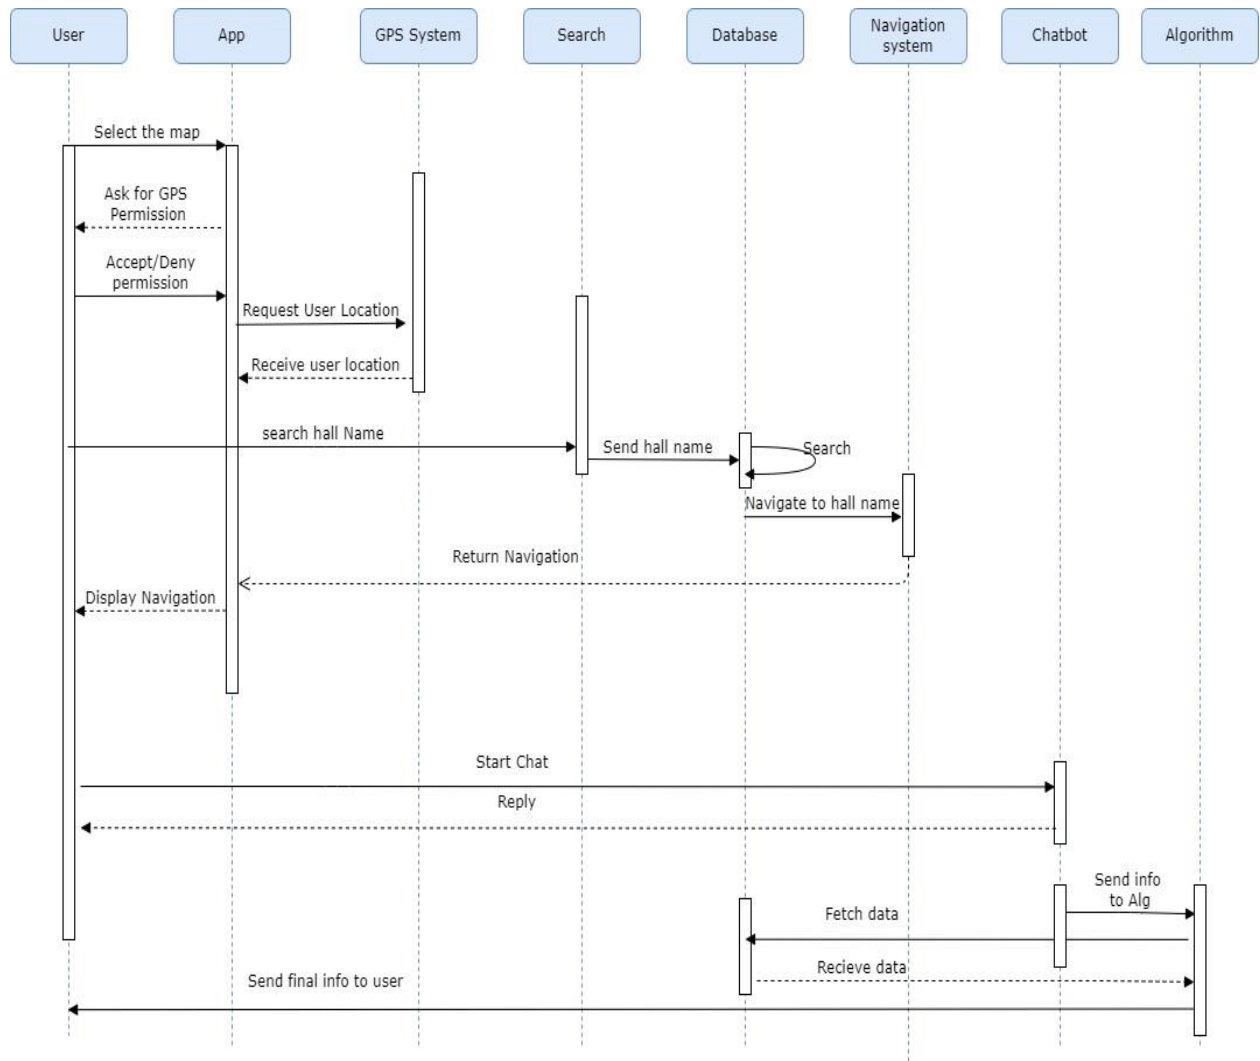 User
App
GPS System
Search
Database
Navigation
system
Chatbot
Algorithm
Select the map
Ask for GPS
Permission
Accept/Deny
permission
Request User Location
Receive user location
search hall Name
Send hall name
Search
Navigate to hall name
Return Navigation
Display Navigation
Start Chat
Reply
Send info
to Alg
Fetch data
Recieve data
Send final info to user